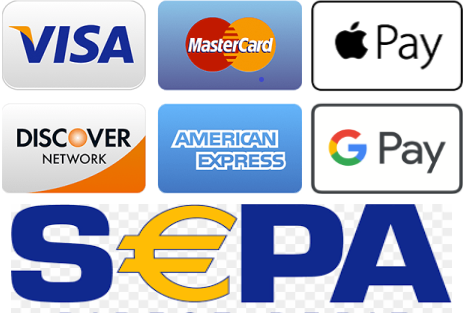 VISA
MasterCard
Pay
DISCOVER
NETWORK
AMERICAN
EXPRESS
G Pay
S€PA